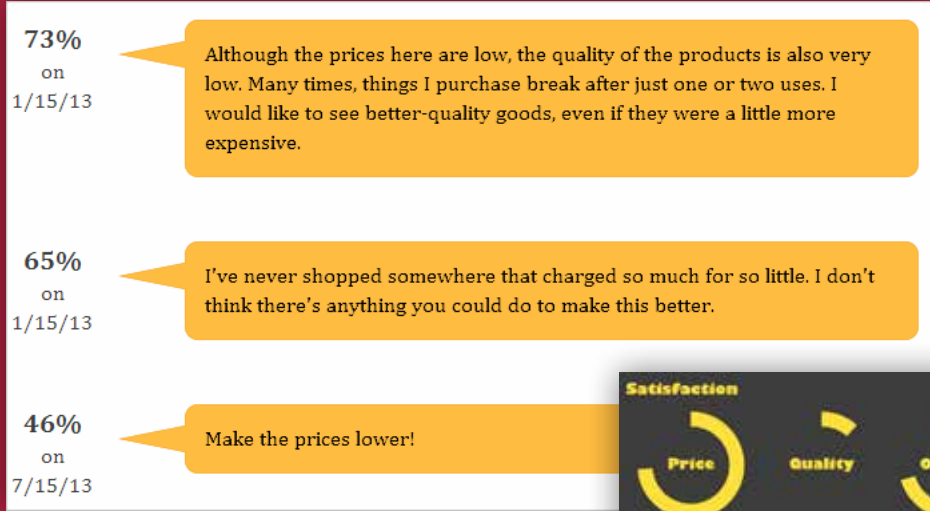 73%
on
1/15/13
Although the prices here are low, the quality of the products is also very
low. Many times, things I purchase break after just one or two uses. I
would like to see better-quality goods, even if they were a little more
expensive.
65%
on
1/15/13
I've never shopped somewhere that charged so much for so little. I don't
think there's anything you could do to make this better.
46%
on
7/15/13
Make the prices lower!
Satisfaction
Price
Quality